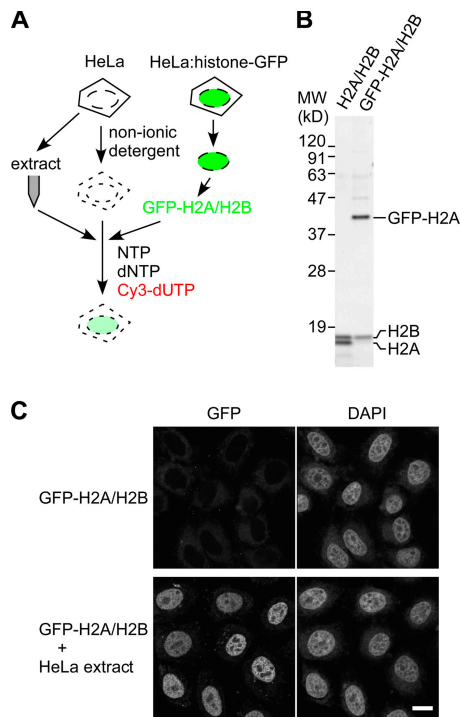 A
HeLa
HeLa:histone-GFP
non-ionic
detergent
extract
GFP-H2A/H2B
NTP
dNTP
Cy3-dUTP
B
H2A/H2B
GFP-H2A/H2B
MW
(kD)
120
91
63
47
37
28
19
GFP-H2A
H2B
H2A
C
GFP
DAPI
GFP-H2A/H2B
GFP-H2A/H2B
+
HeLa extract